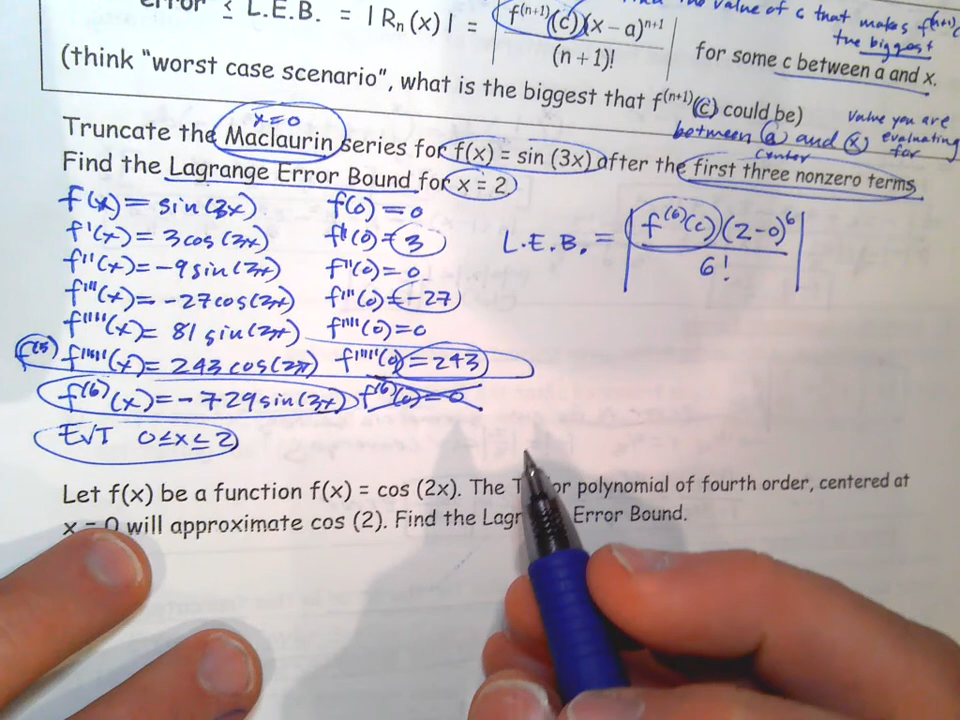 error ≤ L.E.B. = | Rₙ(x) | = | f⁽ⁿ⁺¹⁾(c)(x – a)ⁿ⁺¹ / (n + 1)! | for some c between a and x.
value of c that makes f⁽ⁿ⁺¹⁾
the biggest
(think "worst case scenario", what is the biggest that f⁽ⁿ⁺¹⁾(c) could be)
between a and x
center
value you are
evaluating
for
x=0
Truncate the Maclaurin series for f(x) = sin (3x) after the first three nonzero terms.
Find the Lagrange Error Bound for x = 2.
f(x) = sin(3x) f(0) = 0
f'(x) = 3cos(3x) f'(0) = 3
f''(x) = -9sin(3x) f''(0) = 0
f'''(x) = -27cos(3x) f'''(0) = -27
f''''(x) = 81 sin(3x) f''''(0) = 0
f⁽⁵⁾ f'''''(x) = 243 cos(3x) f'''''(0) = 243
f⁽⁶⁾(x) = -729sin(3x) f⁽⁶⁾(0) = 0
EVT 0≤x≤2
L.E.B. = | f⁽⁶⁾(c)(2-0)⁶ / 6! |
Let f(x) be a function f(x) = cos (2x). The polynomial of fourth order, centered at
x = 0 will approximate cos (2). Find the Error Bound.